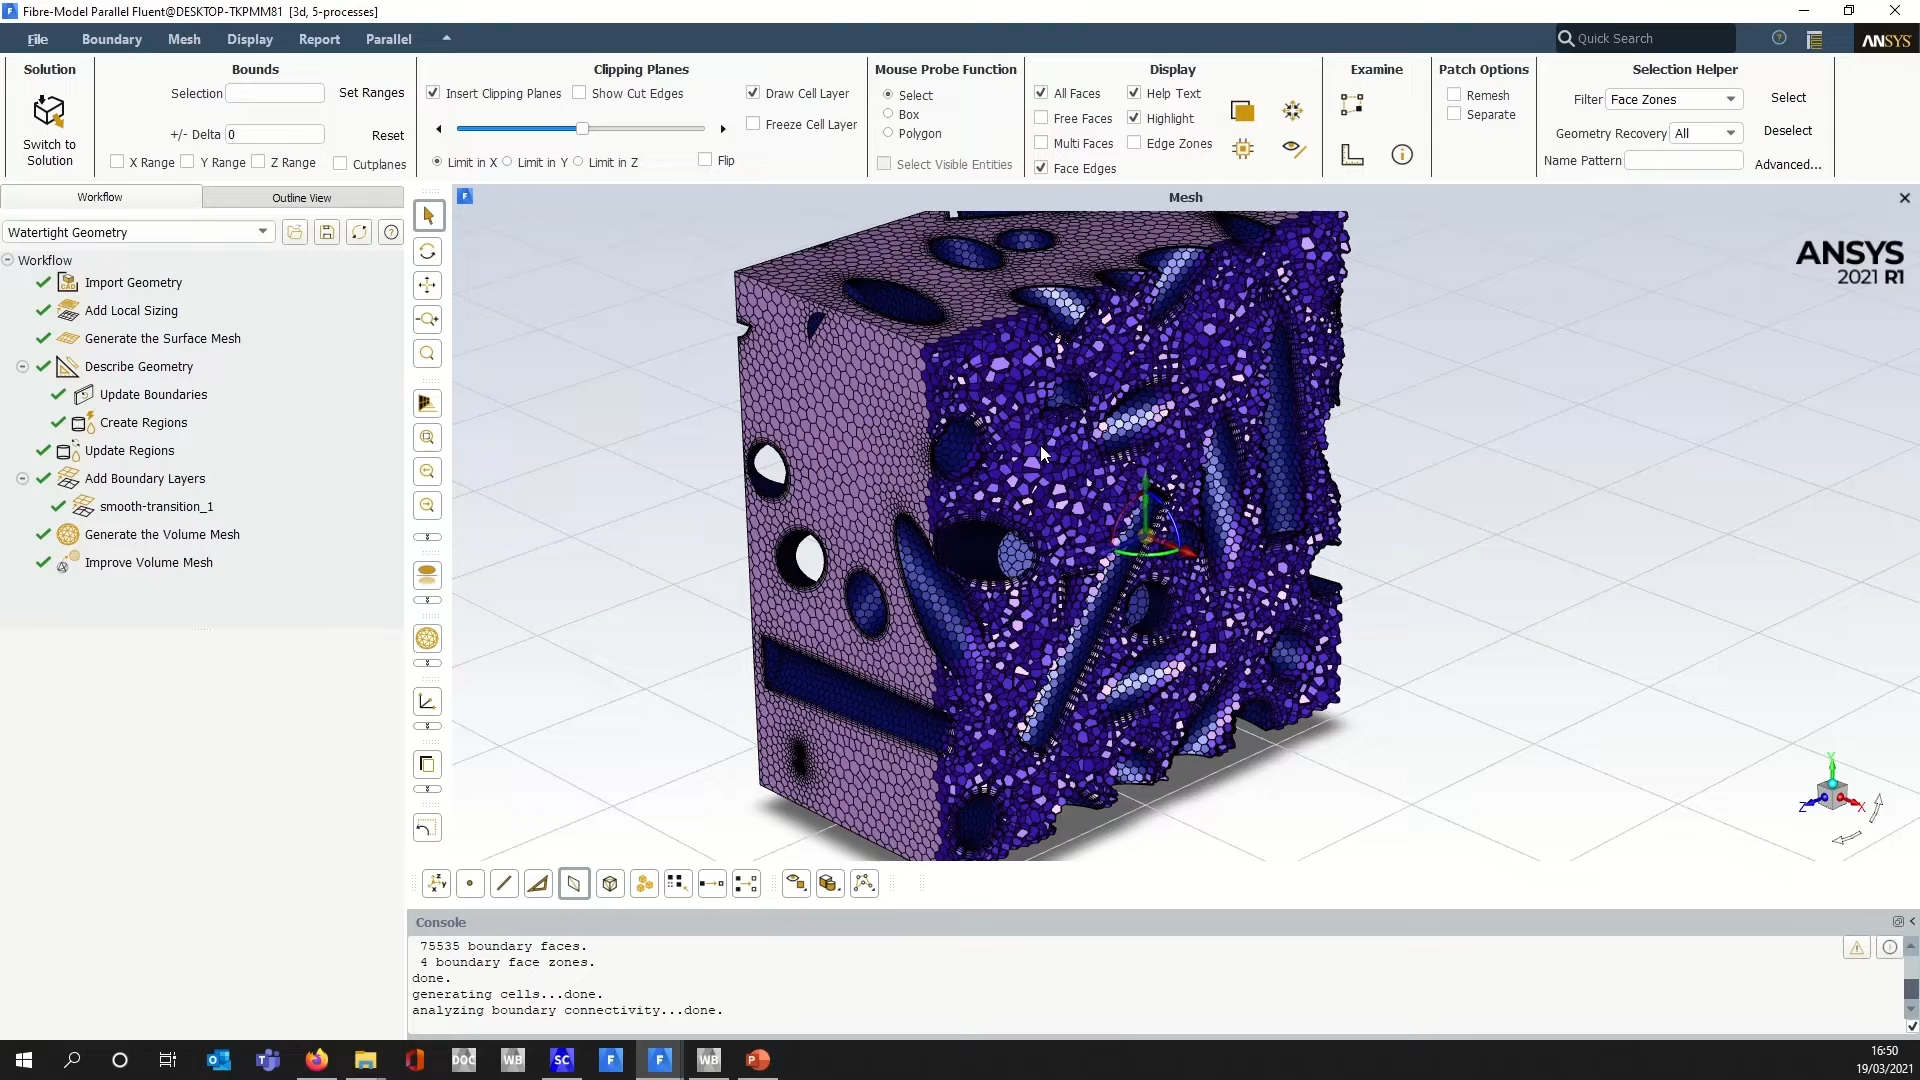 Fibre-Model Parallel Fluent@DESKTOP-TKPMM81 [3d, 5-processes]
File Boundary Mesh Display Report Parallel
Quick Search
ANSYS
Solution
Switch to
Solution
Bounds
Selection Set Ranges
+/- Delta 0 Reset
X Range Y Range Z Range Cutplanes
Clipping Planes
Insert Clipping Planes Show Cut Edges Draw Cell Layer
Freeze Cell Layer
Limit in X Limit in Y Limit in Z Flip
Mouse Probe Function
Select
Box
Polygon
Select Visible Entities
Display
All Faces Help Text
Free Faces Highlight
Multi Faces Edge Zones
Face Edges
Examine
Patch Options
Remesh
Separate
Selection Helper
Filter Face Zones Select
Geometry Recovery All Deselect
Name Pattern Advanced...
Workflow Outline View
Watertight Geometry
Workflow
Import Geometry
Add Local Sizing
Generate the Surface Mesh
Describe Geometry
Update Boundaries
Create Regions
Update Regions
Add Boundary Layers
smooth-transition_1
Generate the Volume Mesh
Improve Volume Mesh
Mesh
ANSYS
2021 R1
Y
Z X
Console
75535 boundary faces.
4 boundary face zones.
done.
generating cells...done.
analyzing boundary connectivity...done.
DOC WB SC F F WB
16:50
19/03/2021